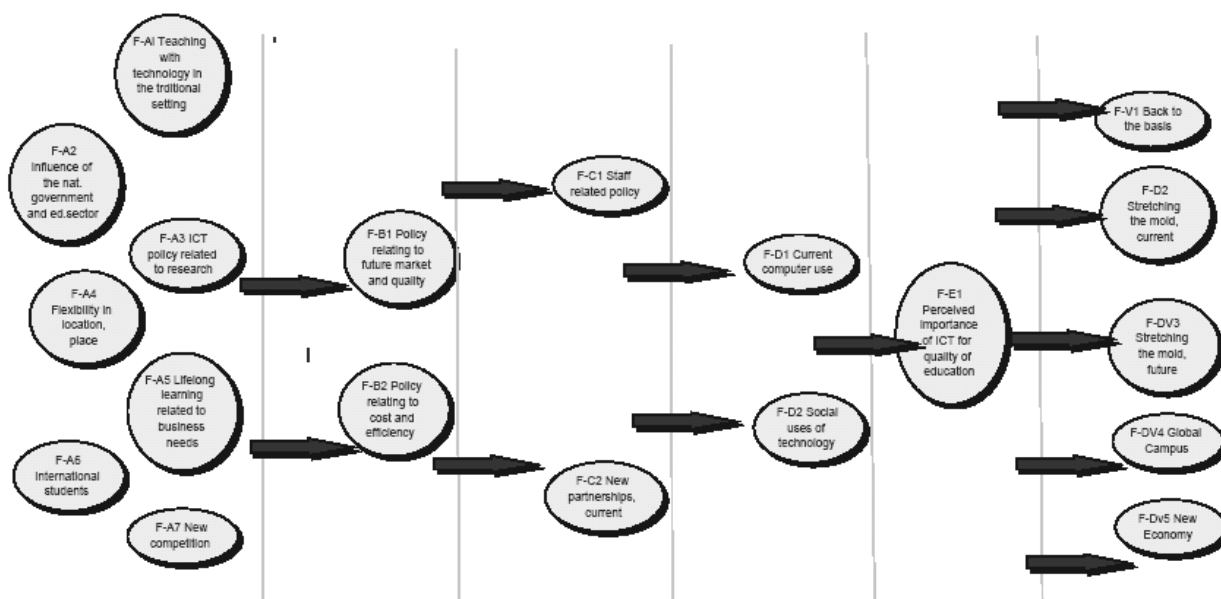 F-AI Teaching
with
technology in
the trditional
setting
F-A2
Influence of
the nat.
government
and ed.sector
F-A3 ICT
policy related
to research
F-A4
Flexibility in
location,
place
F-A5 Lifelong
learning
related to
business
needs
F-A6
International
students
F-A7 New
competition
F-B1 Policy
relating to
future market
and quality
F-B2 Policy
relating to
cost and
efficiency
F-C1 Staff
related policy
F-C2 New
partnerships,
current
F-D1 Current
computer use
F-D2 Social
uses of
technology
F-E1
Perceived
importance
of ICT for
quality of
education
F-V1 Back to
the basis
F-D2
Stretching
the mold,
current
F-DV3
Stretching
the mold,
future
F-DV4 Global
Campus
F-Dv5 New
Economy